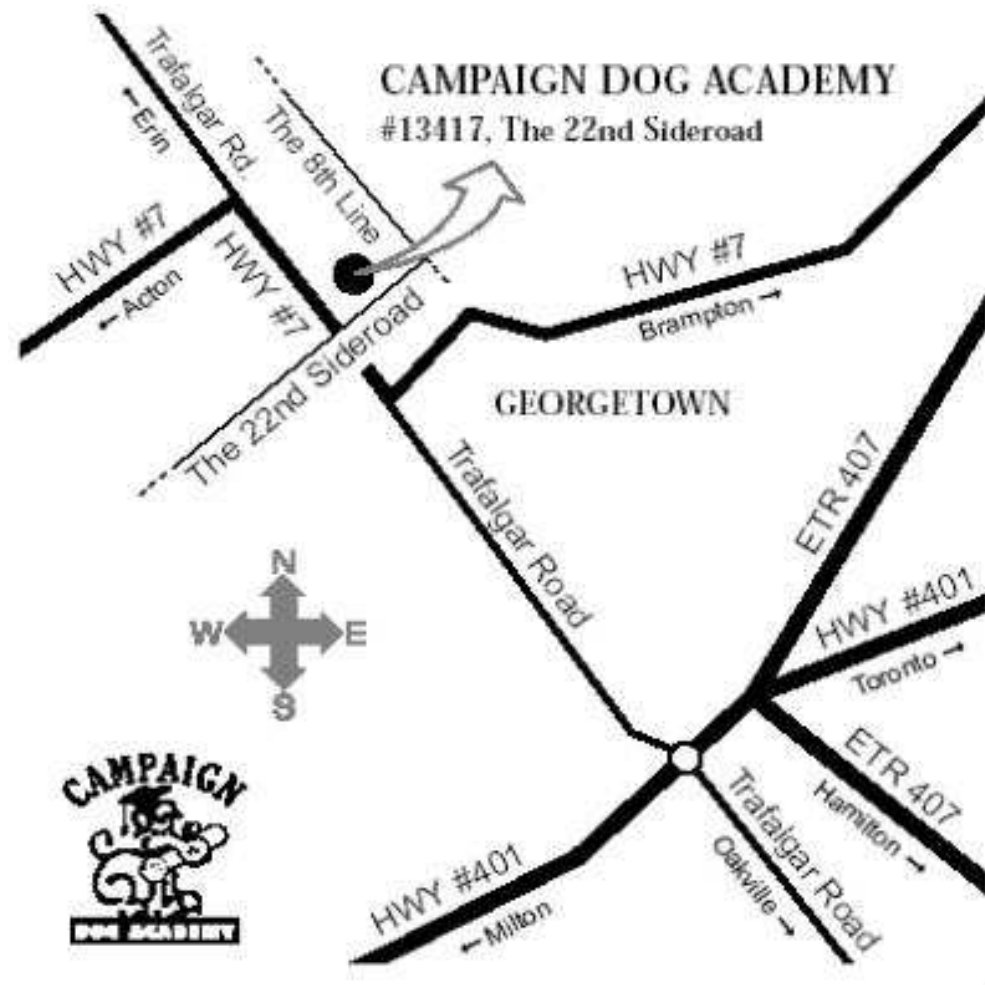 CAMPAIGN DOG ACADEMY
#13417, The 22nd Sideroad
Trafalgar Rd.
←Erin
The 8th Line
HWY #7
← Acton
HWY #7
The 22nd Sideroad
HWY #7
Brampton →
GEORGETOWN
Trafalgar Road
ETR 407
HWY #401
Toronto →
N
W E
S
ETR 407
Hamilton →
Trafalgar Road
Oakville →
HWY #401
← Milton
CAMPAIGN
DOG ACADEMY